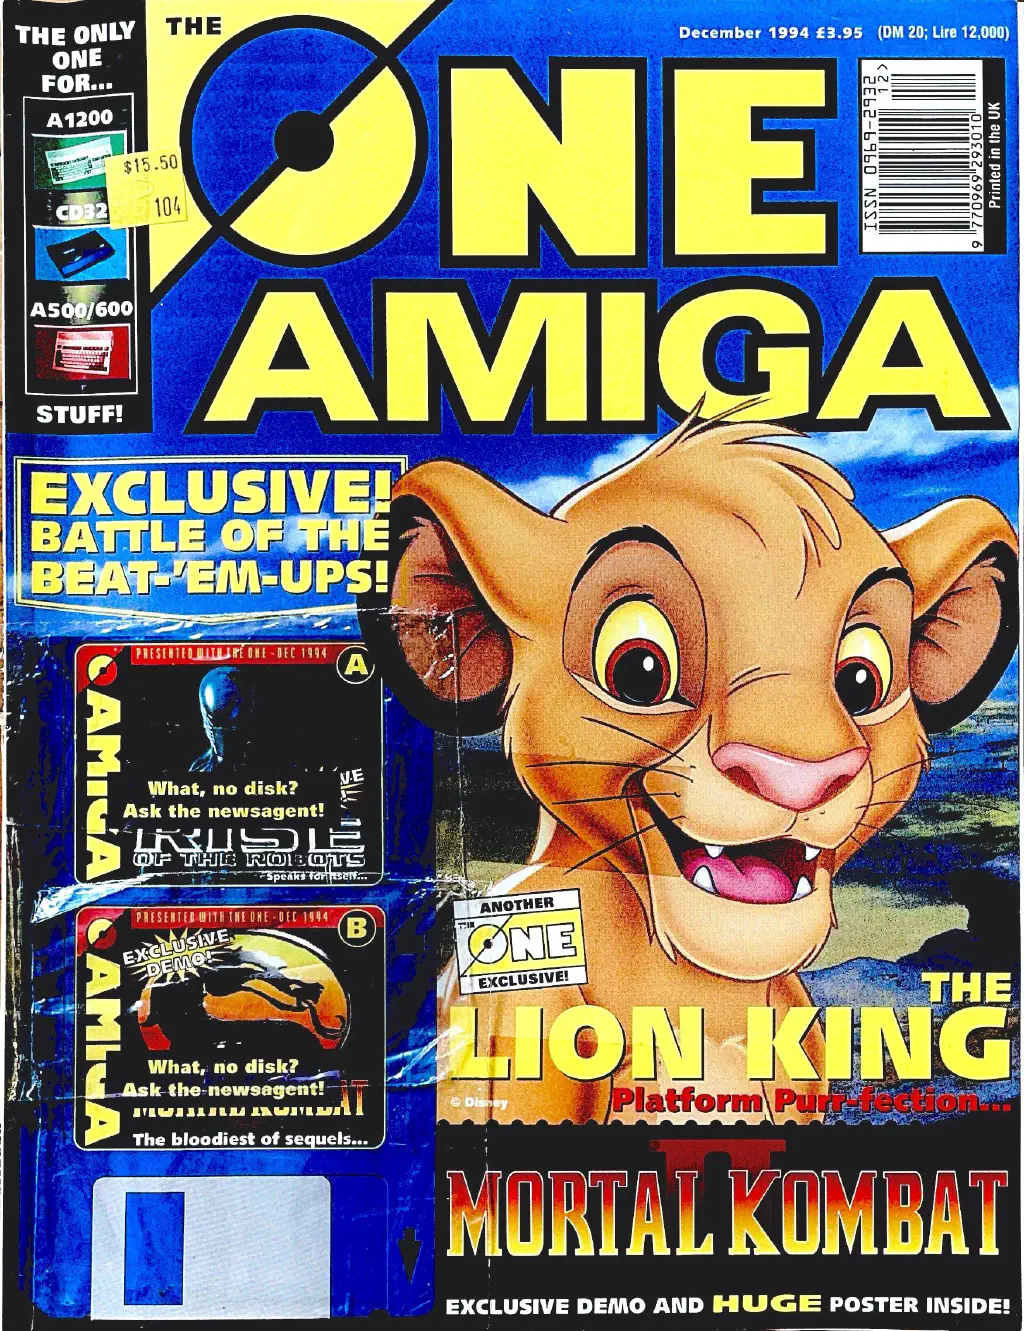 THE ONLY
ONE
FOR...
A1200
CD32
A500/600
STUFF!
$15.50
104
THE
ONE
AMIGA
December 1994 £3.95 (DM 20; Lire 12,000)
ISSN 0969-2932
12>
9 770969 293010
Printed in the UK
EXCLUSIVE!
BATTLE OF THE
BEAT-'EM-UPS!
PRESENTED WITH THE ONE - DEC 1994
A
AMIGA
What, no disk?
Ask the newsagent!
RISE
OF THE ROBOTS
Speaks for itself...
PRESENTED WITH THE ONE - DEC 1994
B
AMIGA
EXCLUSIVE
DEMO!
What, no disk?
Ask the newsagent!
MORTAL KOMBAT
The bloodiest of sequels...
ANOTHER
THE
ONE
EXCLUSIVE!
THE
LION KING
Platform Purr-fection...
© Disney
II
MORTAL KOMBAT
EXCLUSIVE DEMO AND HUGE POSTER INSIDE!